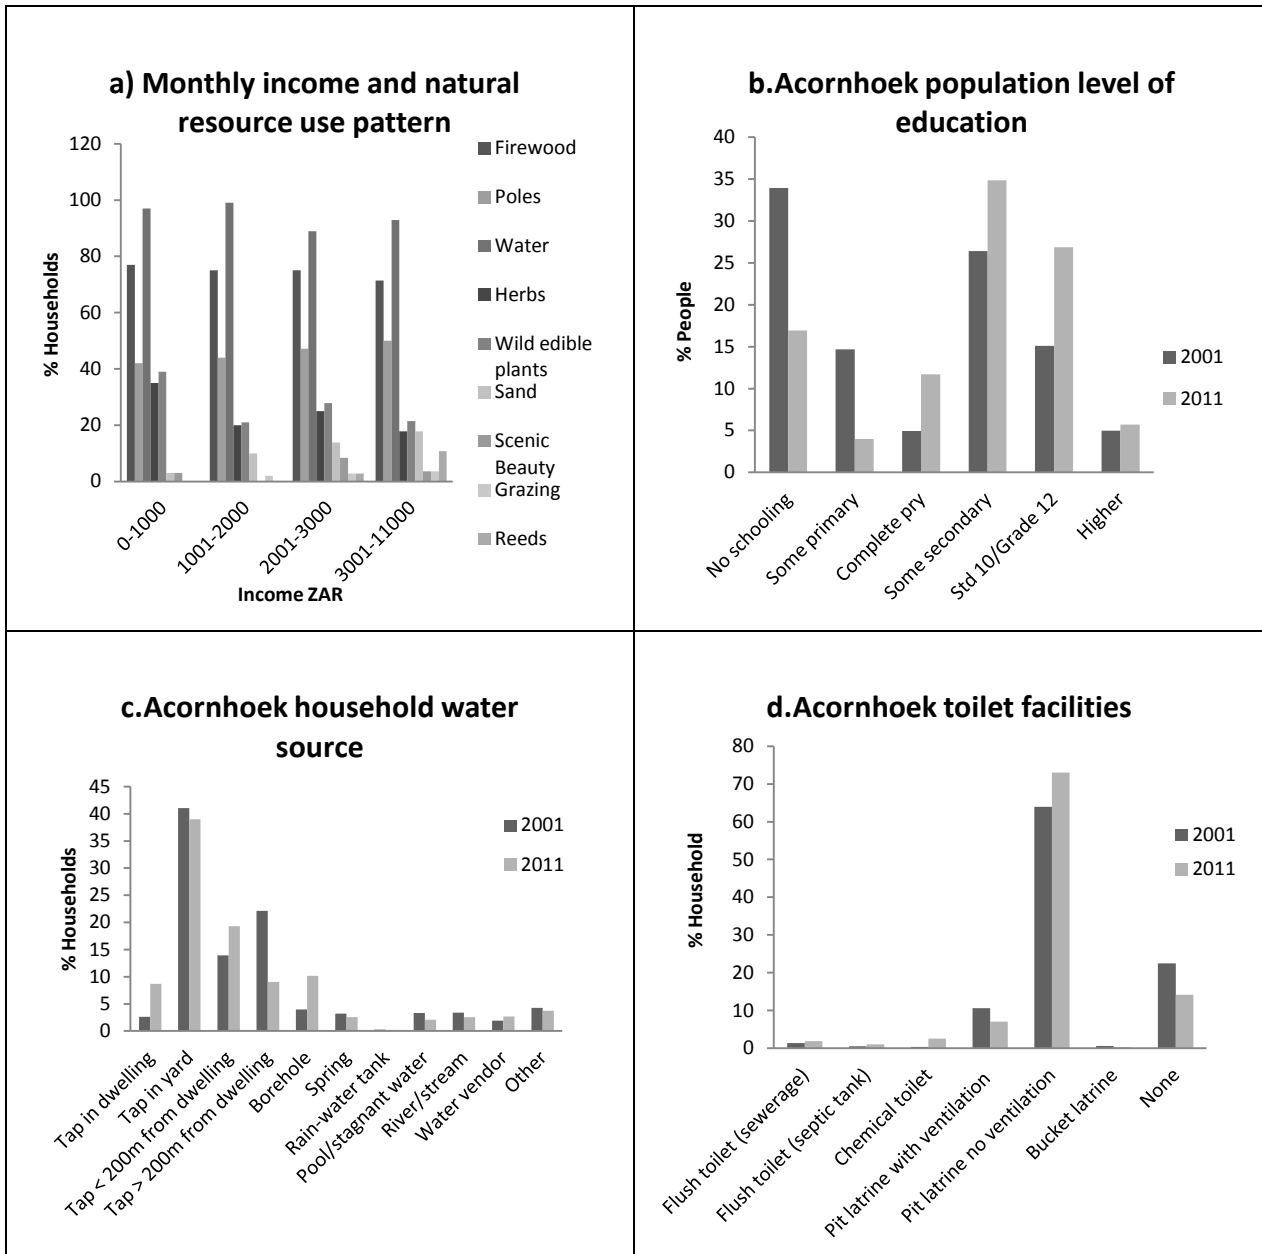 a) Monthly income and natural
resource use pattern
120
100
80
60
40
20
0
% Households
0-1000
1001-2000
2001-3000
3001-11000
Income ZAR
Firewood
Poles
Water
Herbs
Wild edible
plants
Sand
Scenic
Beauty
Grazing
Reeds
b.Acornhoek population level of
education
40
35
30
25
20
15
10
5
0
% People
No schooling
Some primary
Complete pry
Some secondary
Std 10/Grade 12
Higher
2001
2011
c.Acornhoek household water
source
45
40
35
30
25
20
15
10
5
0
% Households
Tap in dwelling
Tap in yard
Tap < 200m from dwelling
Tap > 200m from dwelling
Borehole
Spring
Rain-water tank
Pool/stagnant water
River/stream
Water vendor
Other
2001
2011
d.Acornhoek toilet facilities
80
70
60
50
40
30
20
10
0
% Household
Flush toilet (sewerage)
Flush toilet (septic tank)
Chemical toilet
Pit latrine with ventilation
Pit latrine no ventilation
Bucket latrine
None
2001
2011